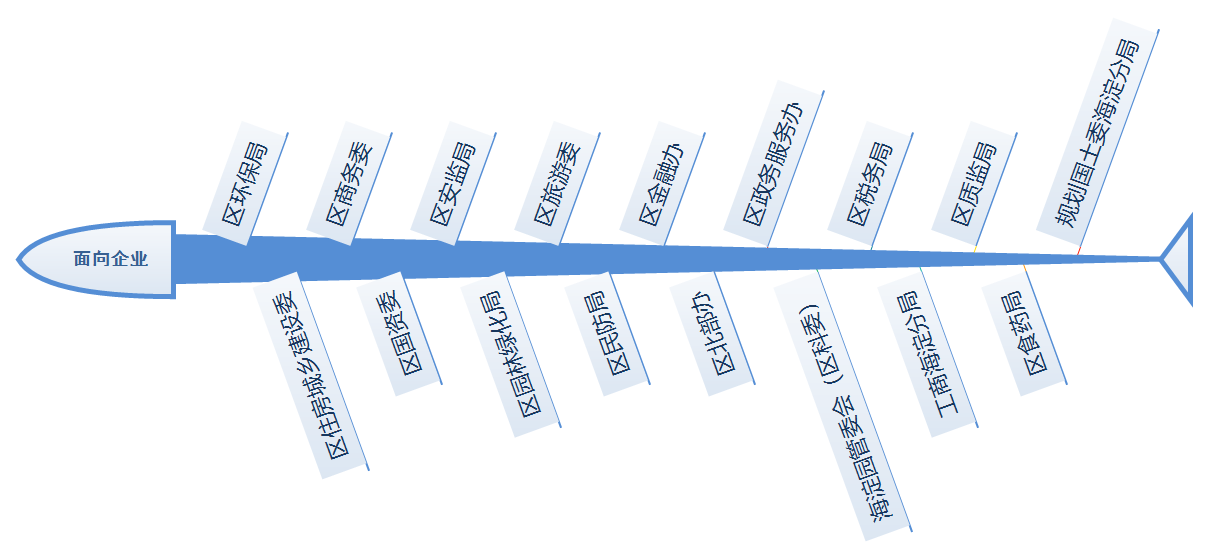 面向企业
区环保局
区商务委
区安监局
区旅游委
区金融办
区政务服务办
区税务局
区质监局
规划国土委海淀分局
区住房城乡建设委
区国资委
区园林绿化局
区民防局
区北部办
海淀园管委会（区科委）
工商海淀分局
区食药局